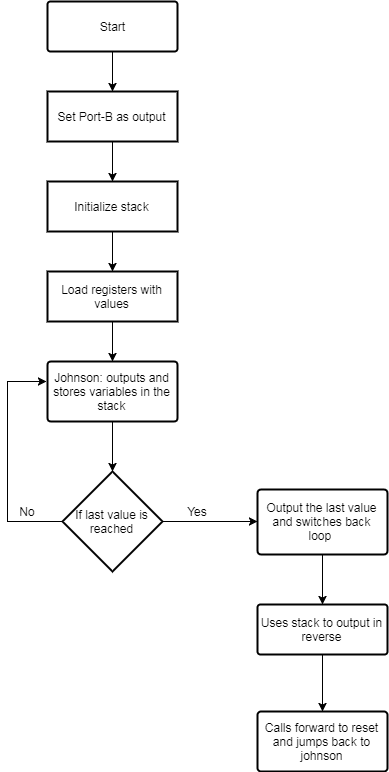 Start
Set Port-B as output
Initialize stack
Load registers with
values
Johnson: outputs and
stores variables in the
stack
If last value is
reached
No
Yes
Output the last value
and switches back
loop
Uses stack to output in
reverse
Calls forward to reset
and jumps back to
johnson